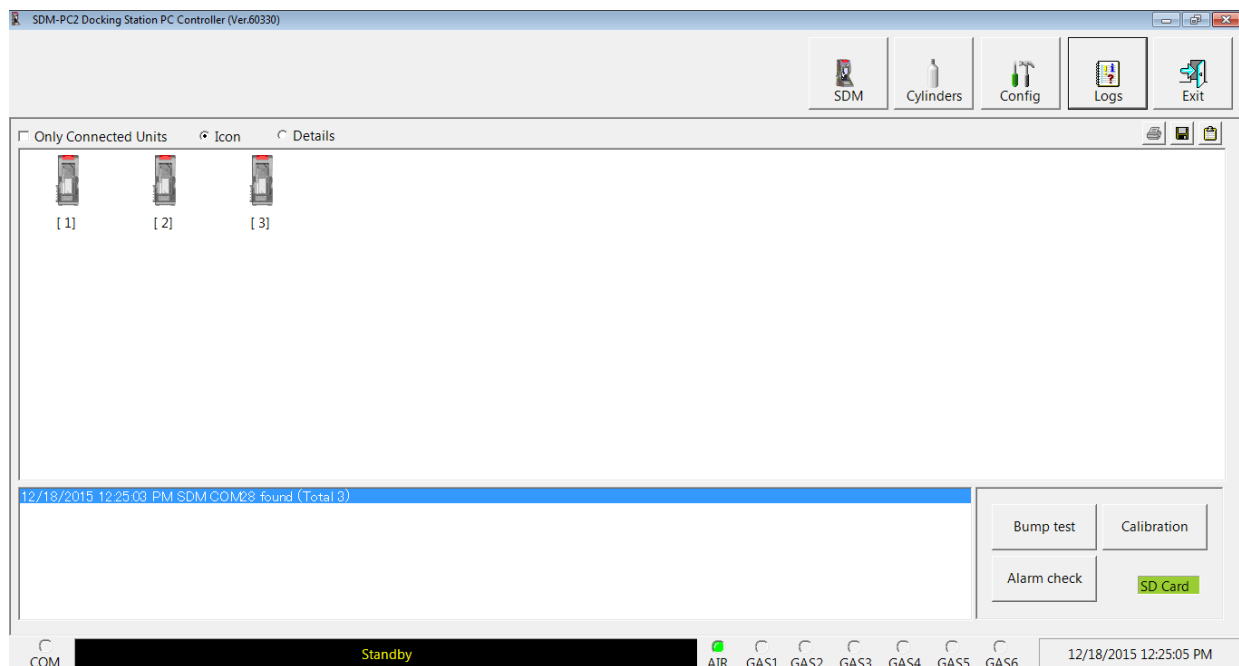 SDM-PC2 Docking Station PC Controller (Ver.60330)
SDM Cylinders Config Logs Exit
Only Connected Units Icon Details
[ 1] [ 2] [ 3]
12/18/2015 12:25:03 PM SDM COM28 found (Total 3)
Bump test Calibration
Alarm check SD Card
COM Standby AIR GAS1 GAS2 GAS3 GAS4 GAS5 GAS6 12/18/2015 12:25:05 PM